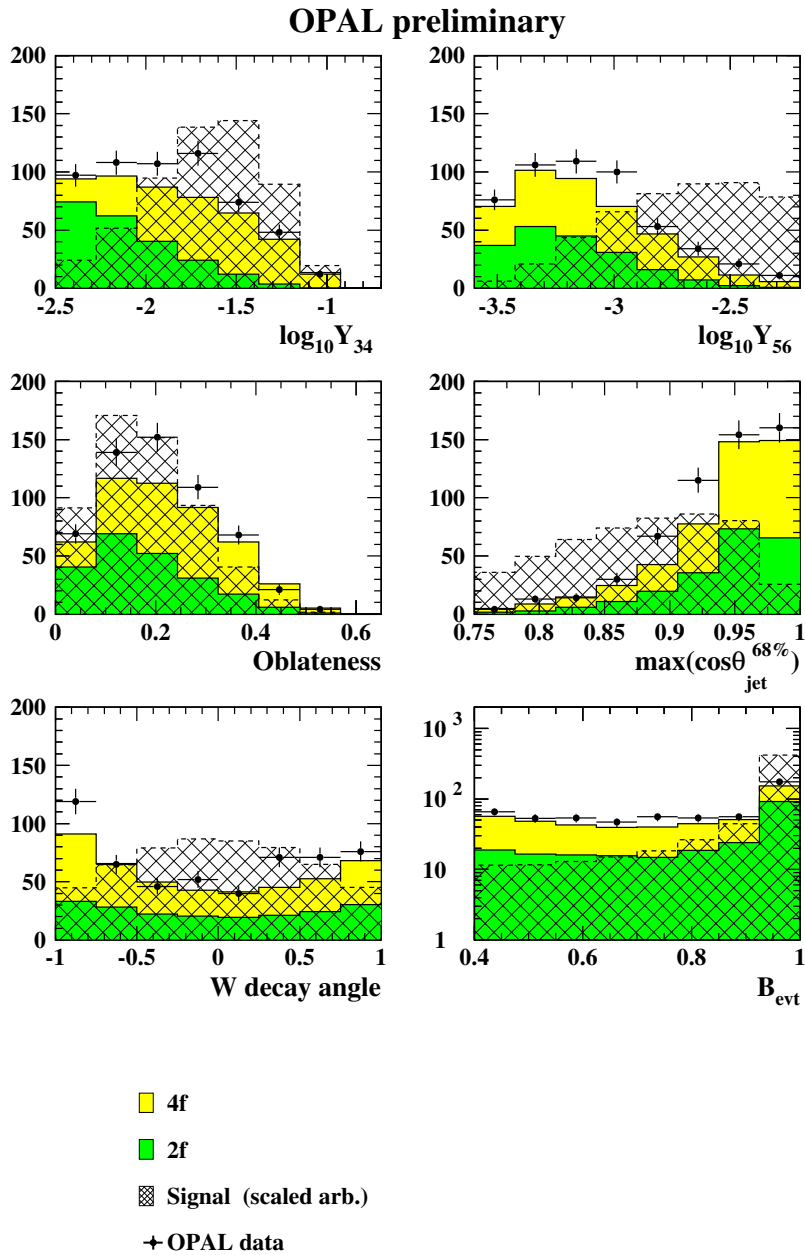 OPAL preliminary
200
150
100
50
0
-2.5 -2 -1.5 -1
log10Y34
200
150
100
50
0
-3.5 -3 -2.5
log10Y56
200
150
100
50
0
0 0.2 0.4 0.6
Oblateness
200
150
100
50
0
0.75 0.8 0.85 0.9 0.95 1
max(cosθjet68%)
200
150
100
50
0
-1 -0.5 0 0.5 1
W decay angle
10 3
10 2
10
1
0.4 0.6 0.8 1
Bevt
4f
2f
Signal (scaled arb.)
OPAL data